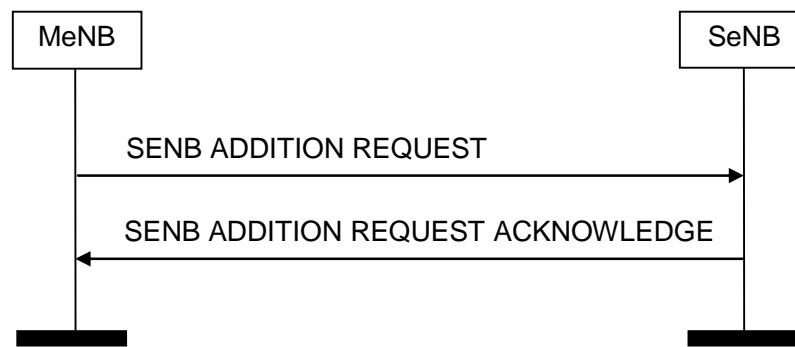 MeNB
SeNB
SENB ADDITION REQUEST
SENB ADDITION REQUEST ACKNOWLEDGE